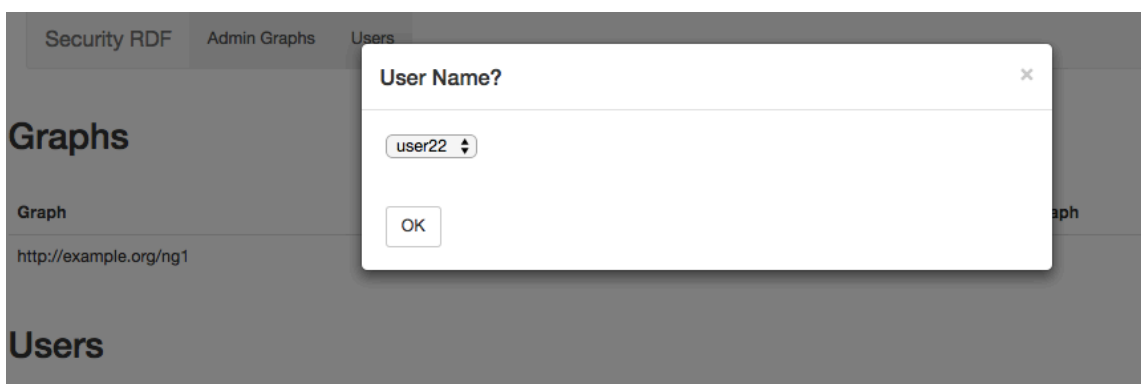 Security RDF Admin Graphs Users
User Name?
×
Graphs
user22
Graph
aph
OK
http://example.org/ng1
Users